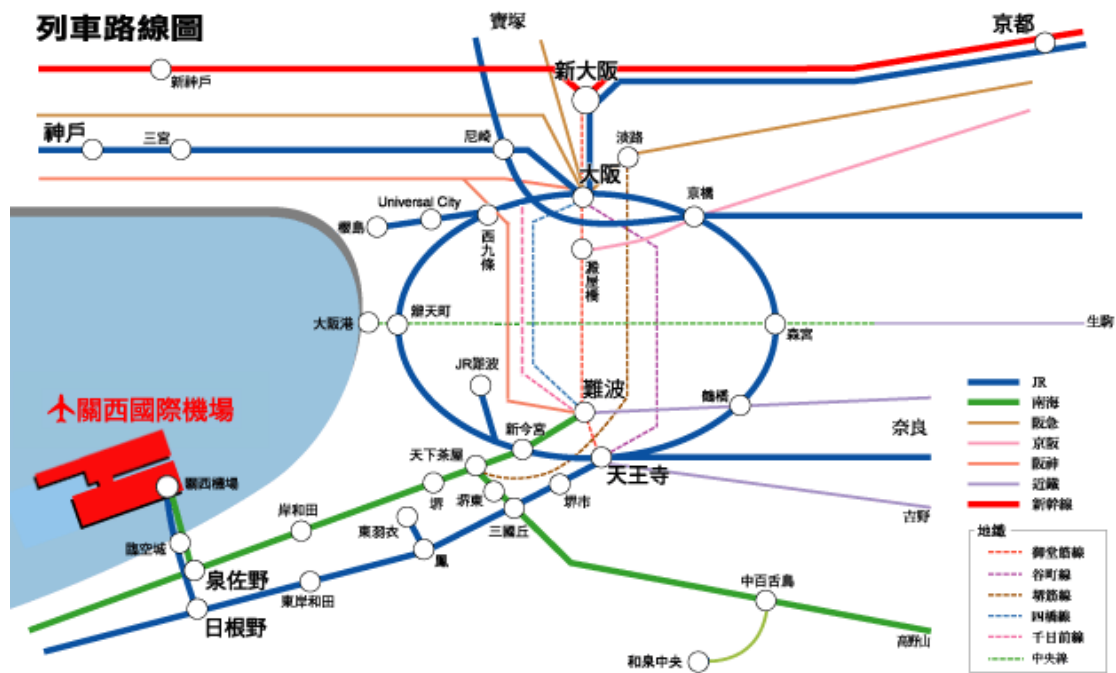 列車路線圖
寶塚
京都
新神戶
新大阪
神戶
三宮
尼崎
淡路
大阪
Universal City
櫻島
西九條
京橋
澱屋橋
大阪港
辯天町
森宮
生駒
JR難波
難波
鶴橋
關西國際機場
新今宮
奈良
天下茶屋
天王寺
關西機場
堺
堺東
堺市
吉野
岸和田
三國丘
東羽衣
臨空城
鳳
泉佐野
東岸和田
中百舌鳥
日根野
高野山
和泉中央
JR
南海
阪急
京阪
阪神
近鐵
新幹線
地鐵
御堂筋線
谷町線
堺筋線
四橋線
千日前線
中央線